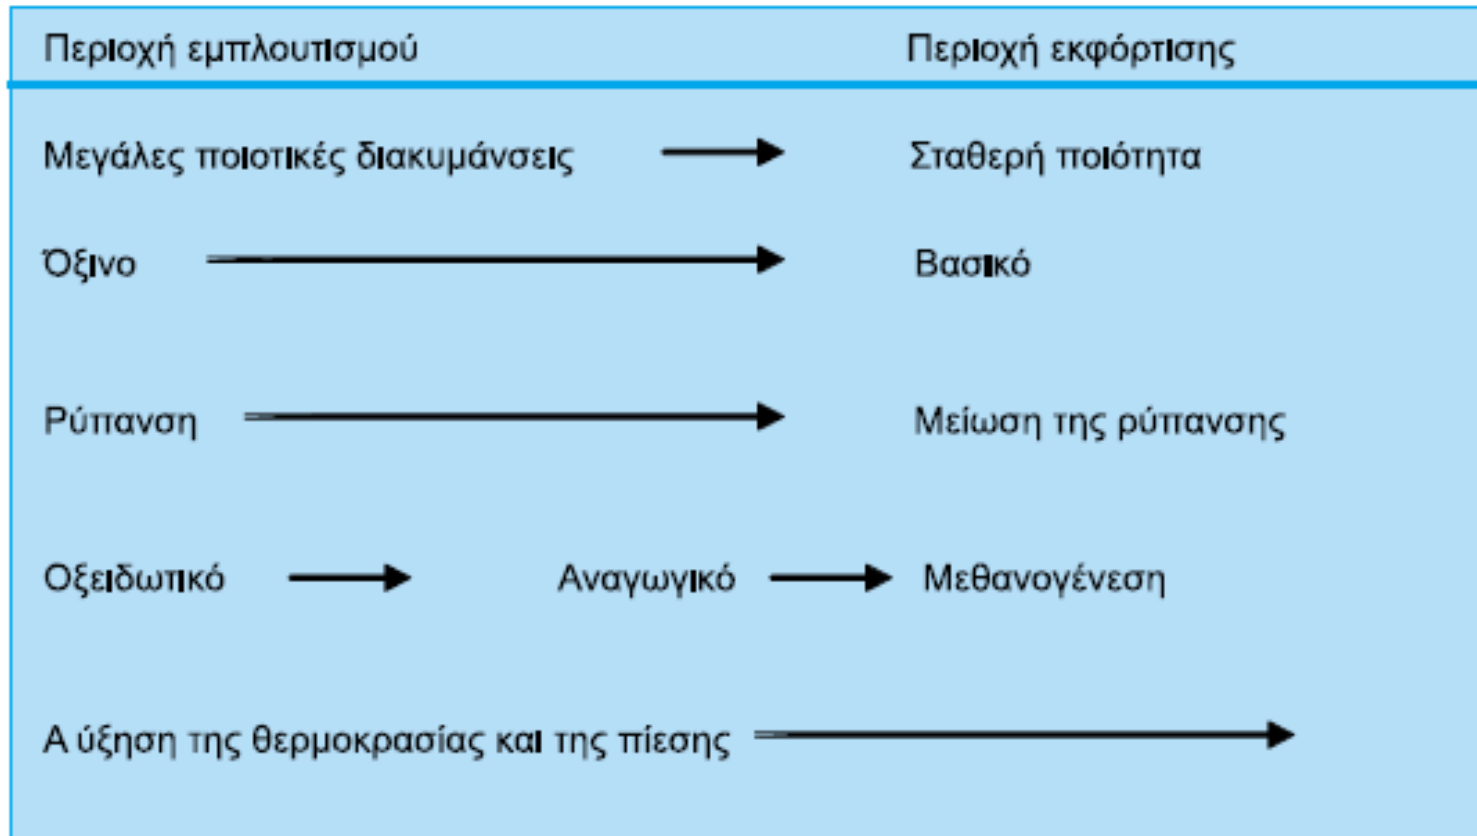 Περιοχή εμπλουτισμού Περιοχή εκφόρτισης
Μεγάλες ποιοτικές διακυμάνσεις Σταθερή ποιότητα
Όξινο Βασικό
Ρύπανση Μείωση της ρύπανσης
Οξειδωτικό Αναγωγικό Μεθανογένεση
Α ύξηση της θερμοκρασίας και της πίεσης